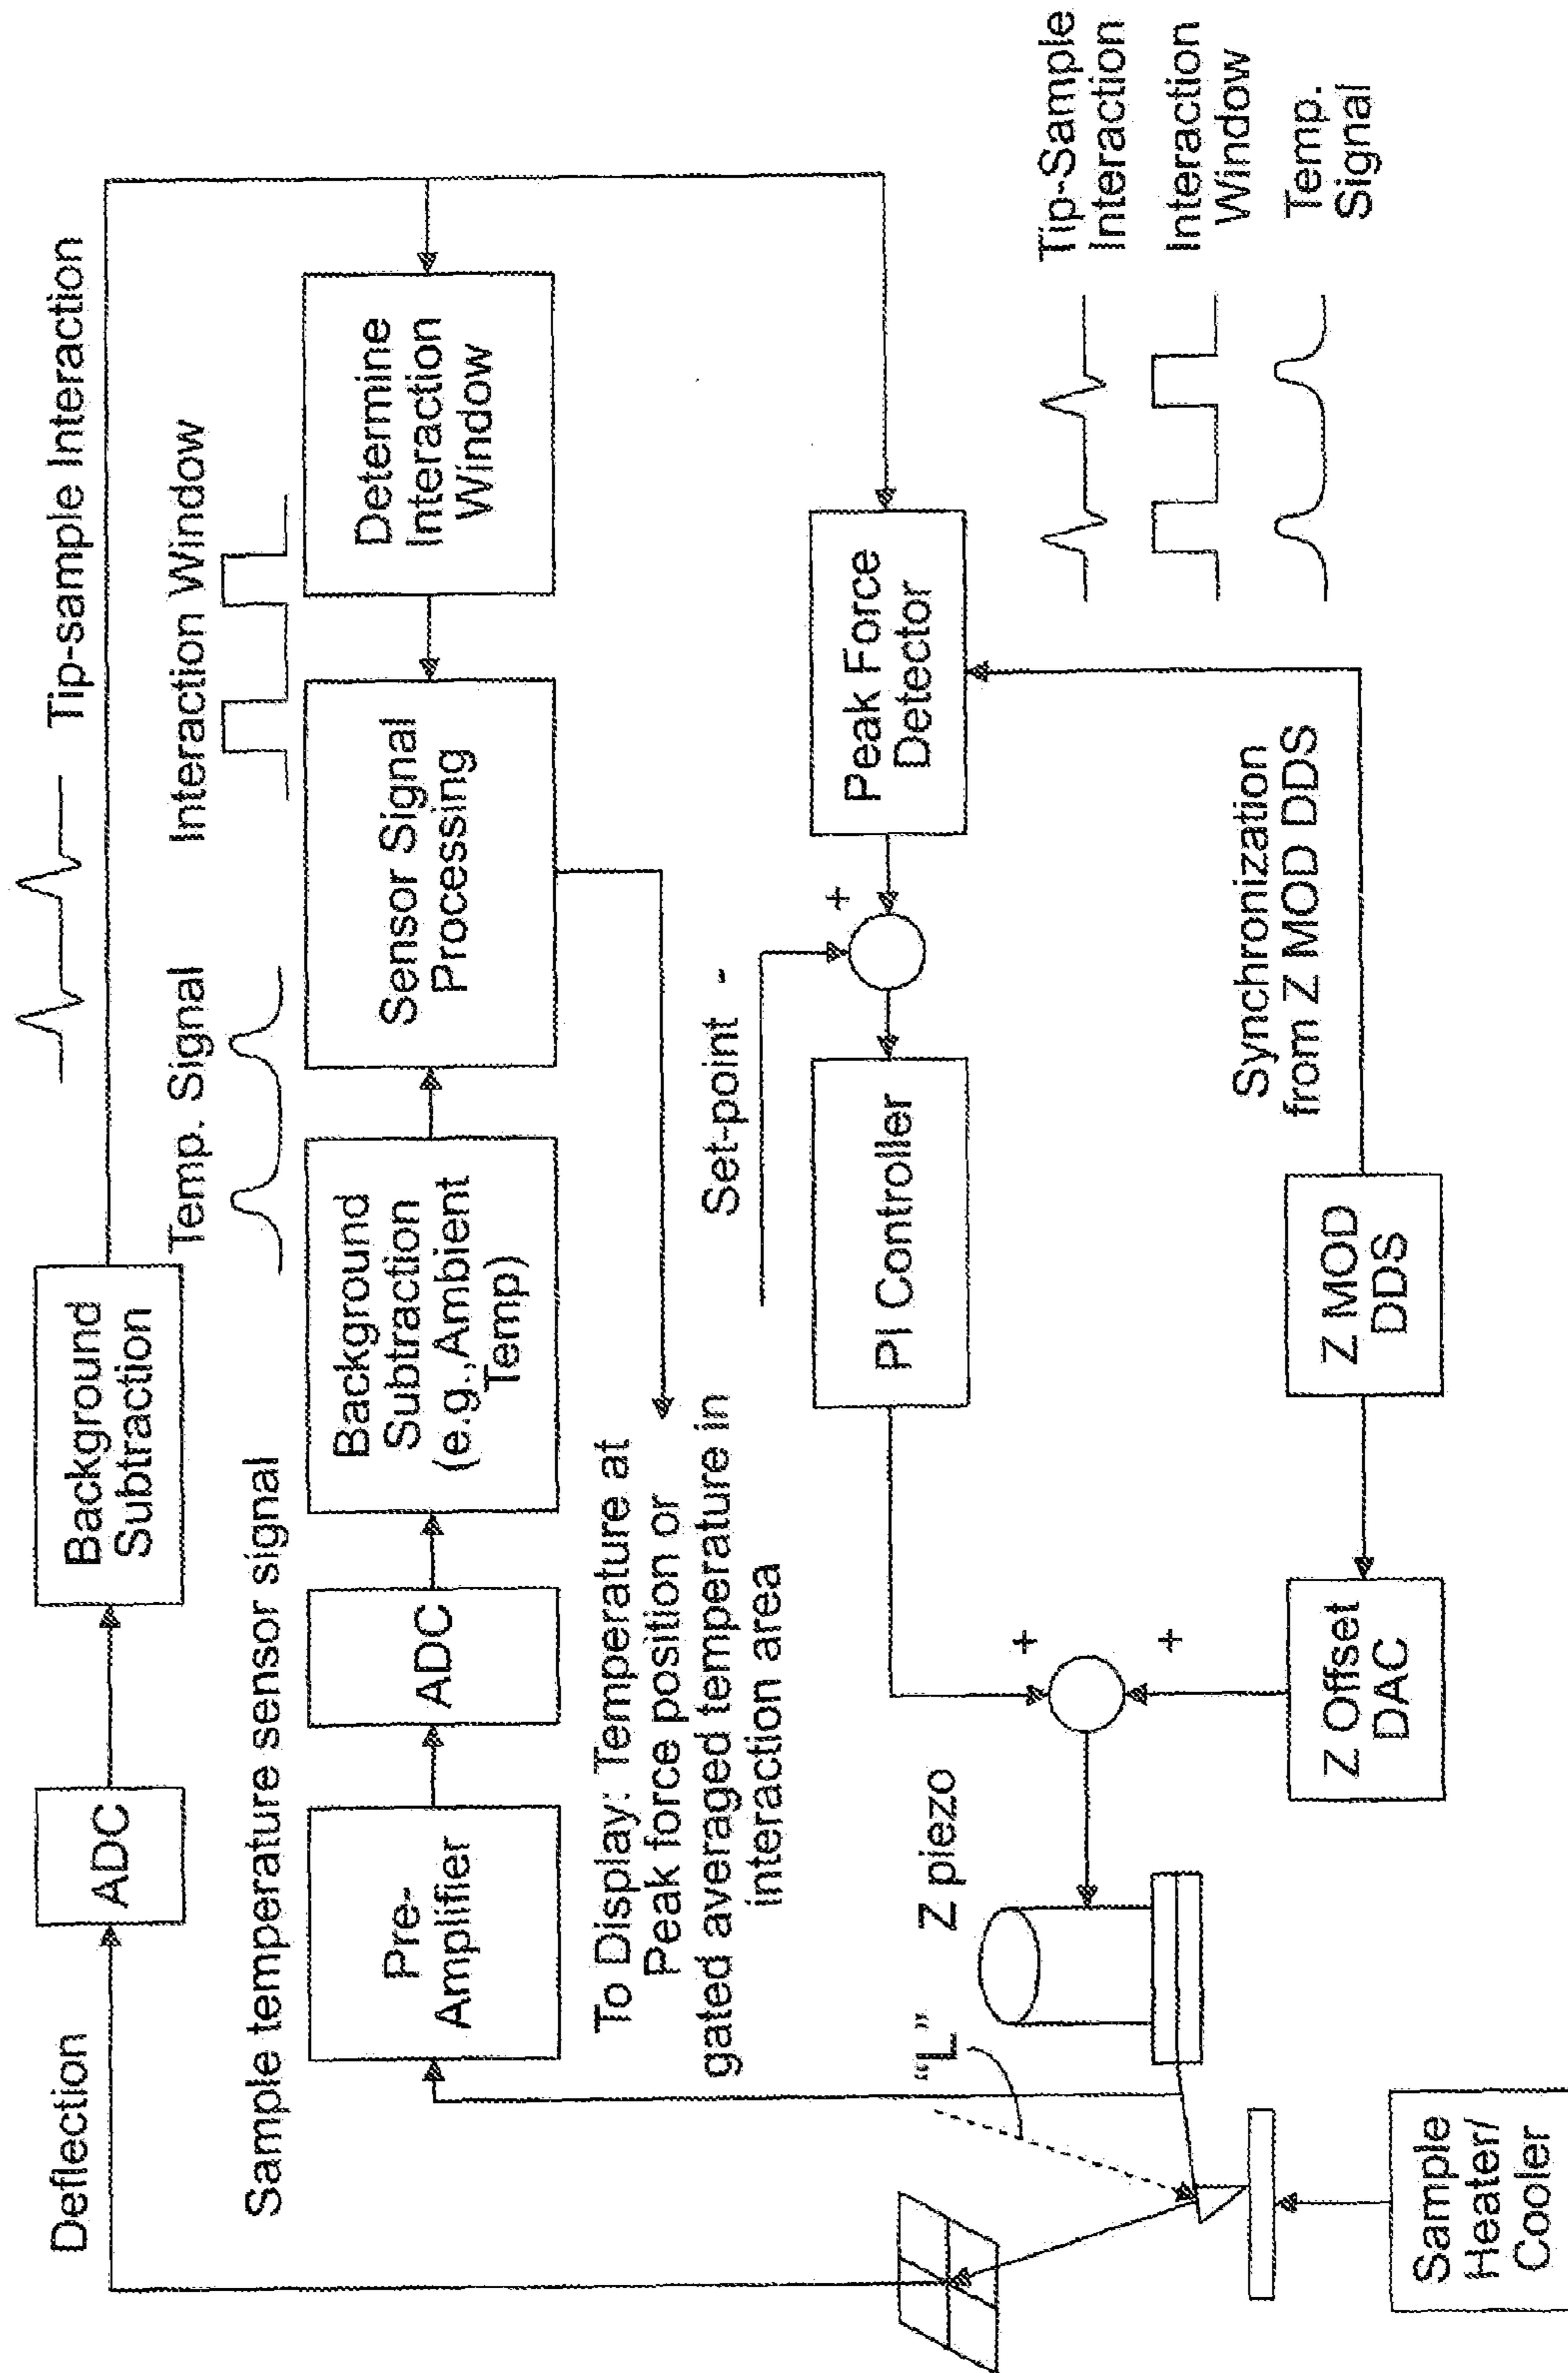 Deflection
ADC
Background
Subtraction
Tip-sample Interaction
Sample temperature sensor signal
Temp. Signal
Interaction Window
Pre-
Amplifier
ADC
Background
Subtraction
(e.g.,Ambient
Temp)
Sensor Signal
Processing
Determine
Interaction
Window
To Display: Temperature at
Peak force position or
gated averaged temperature in
interaction area
Set-point -
+
"L"
Z piezo
PI Controller
Peak Force
Detector
+
+
Tip-Sample
Interaction
Interaction
Window
Temp.
Signal
Synchronization
from Z MOD DDS
Sample
Heater/
Cooler
Z Offset
DAC
Z MOD
DDS